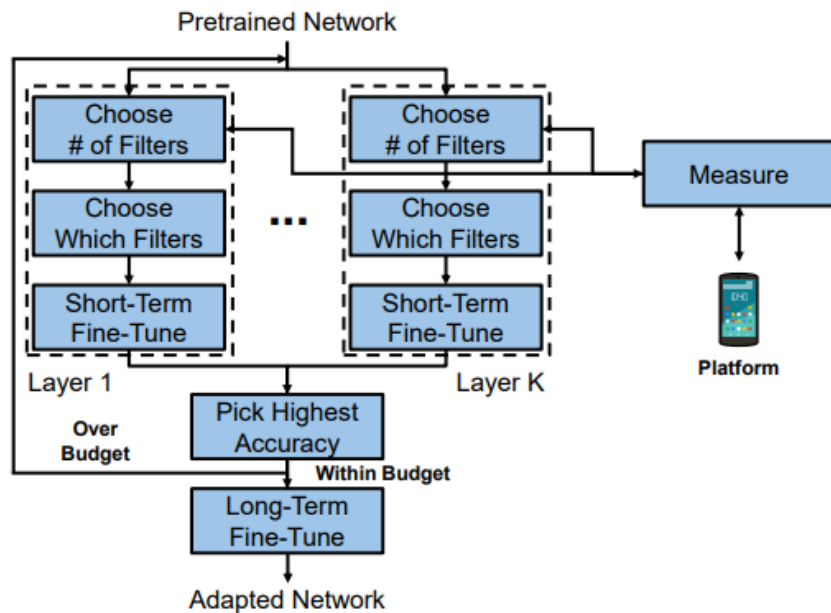 Pretrained Network
Choose
# of Filters
Choose
Which Filters
Short-Term
Fine-Tune
Layer 1
...
Choose
# of Filters
Choose
Which Filters
Short-Term
Fine-Tune
Layer K
Measure
Platform
Pick Highest
Accuracy
Over
Budget
Within Budget
Long-Term
Fine-Tune
Adapted Network